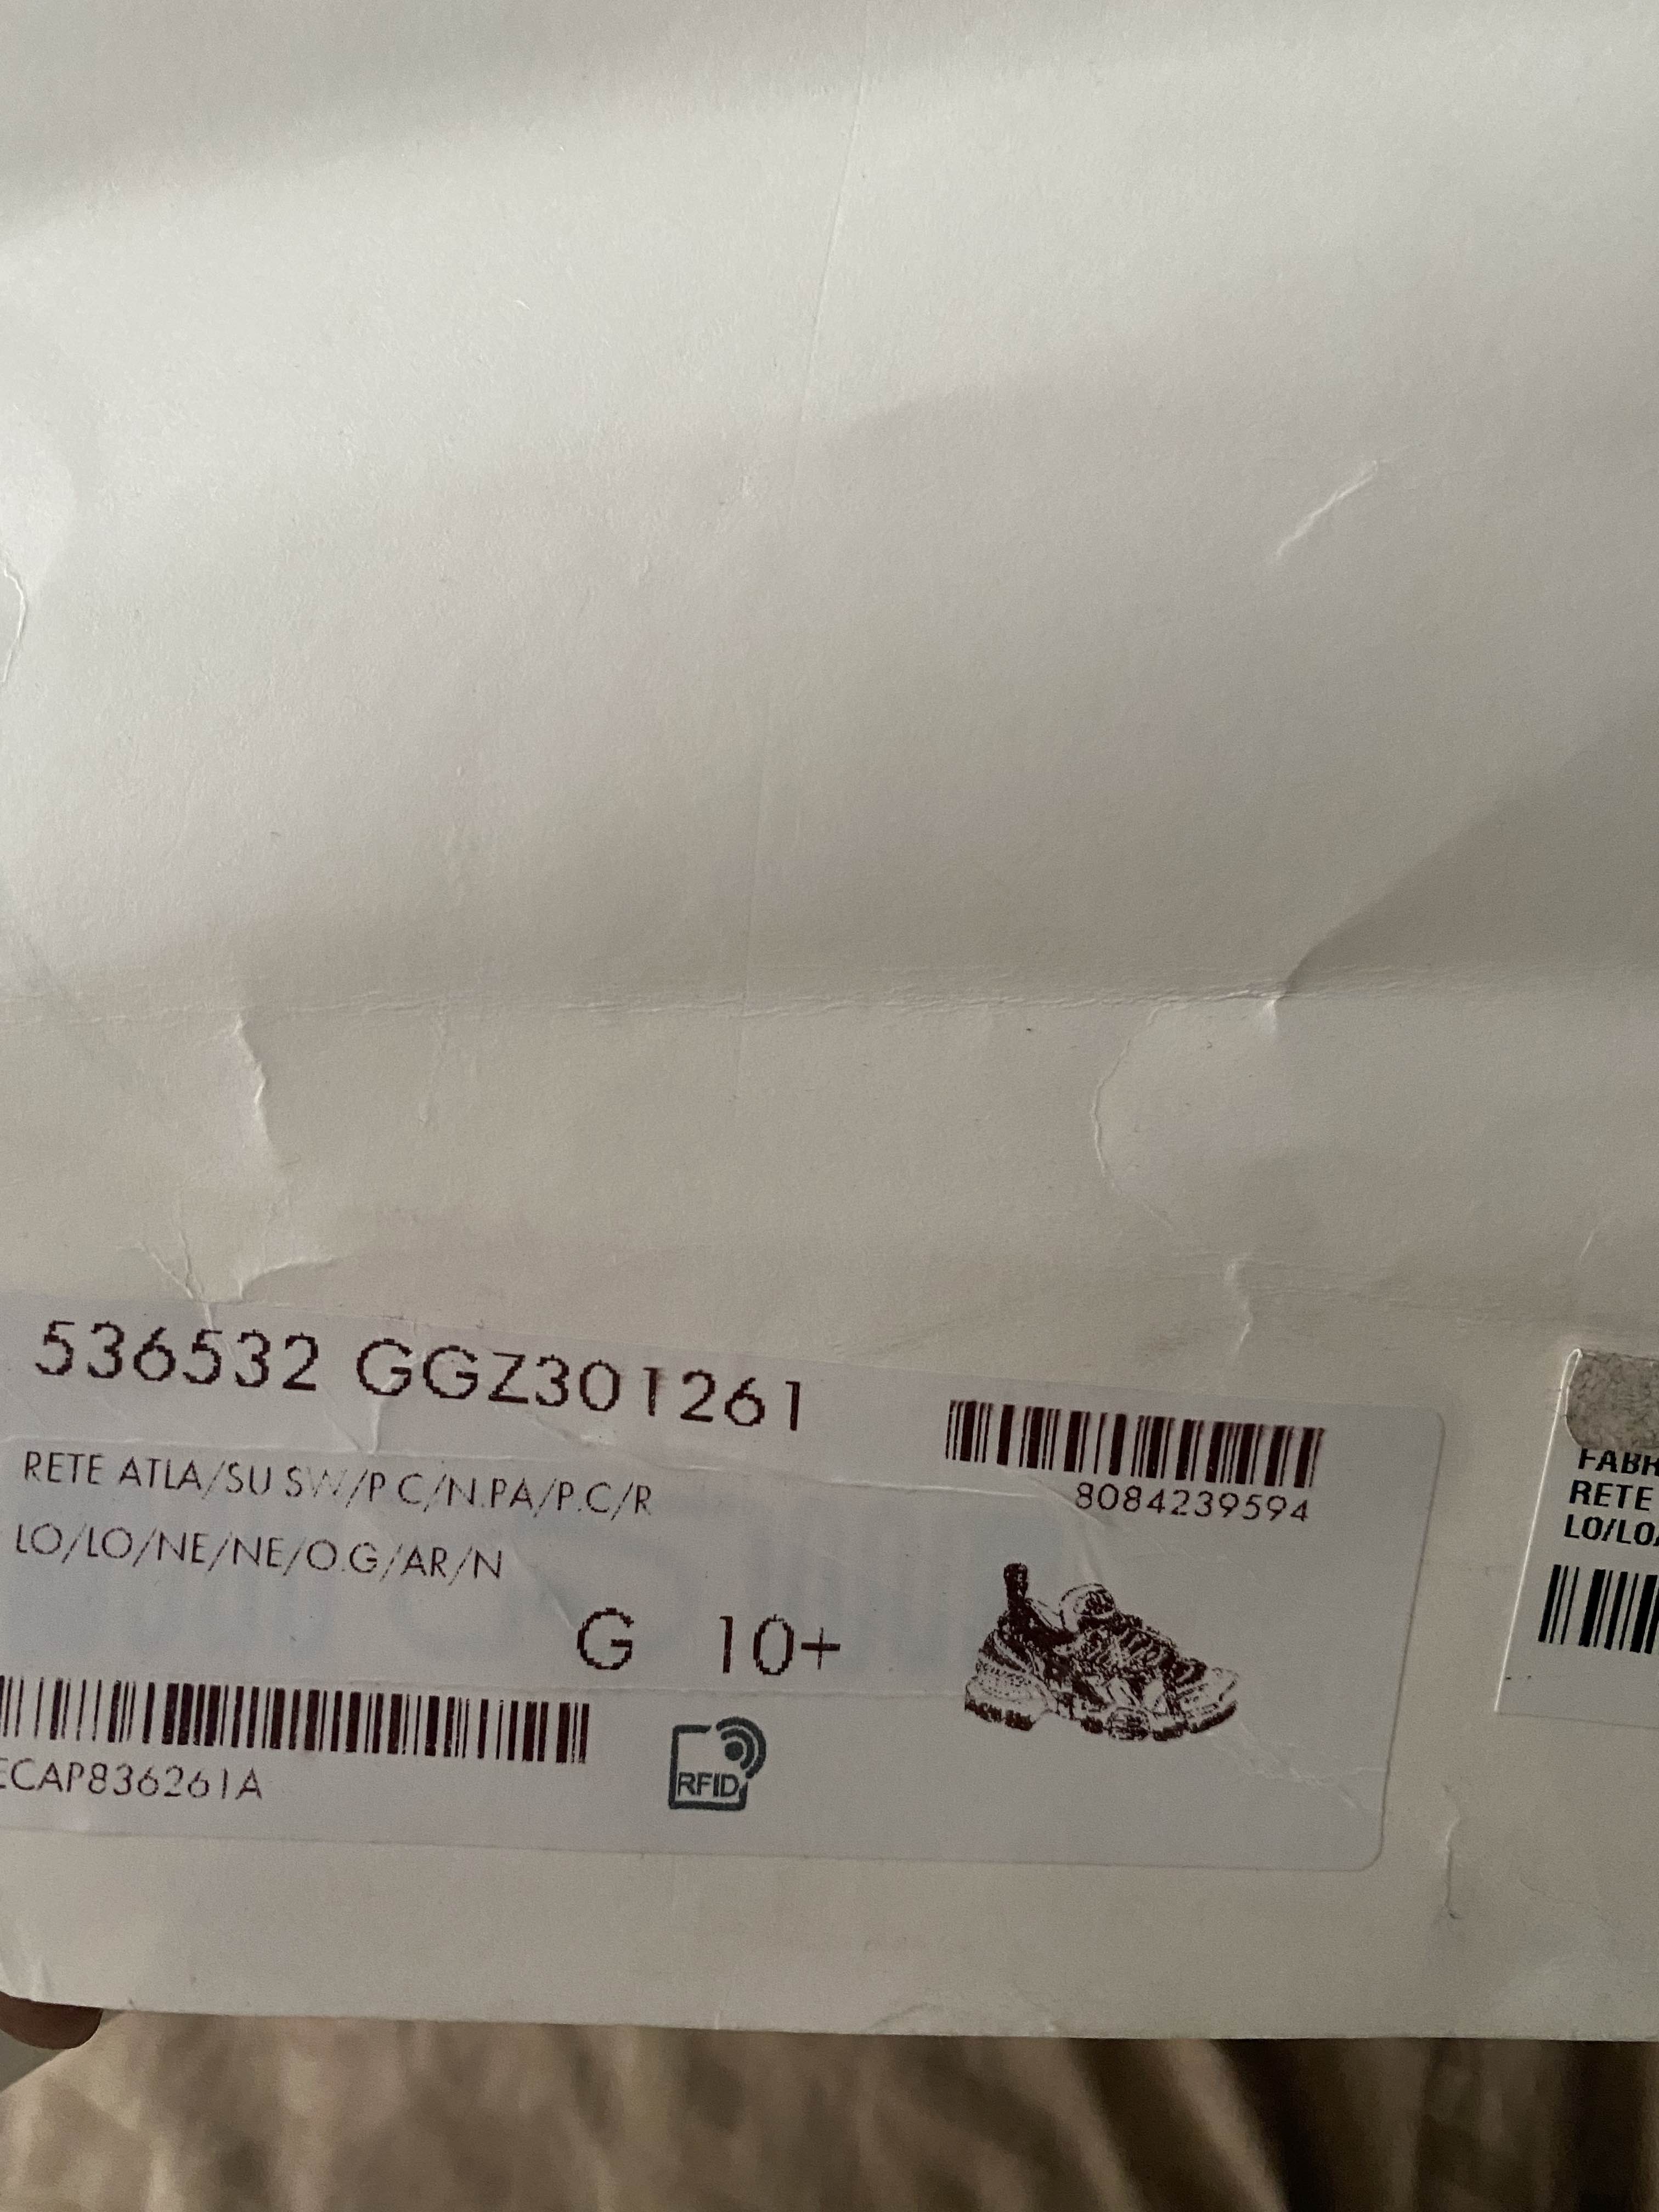 536532 GGZ301261
8084239594
RETE ATLA/SU SW/P.C/N.PA/P.C/R
LO/LO/NE/NE/O.G/AR/N
G 10+
ECAP836261A
RFID
FABR
RETE
LO/LO/